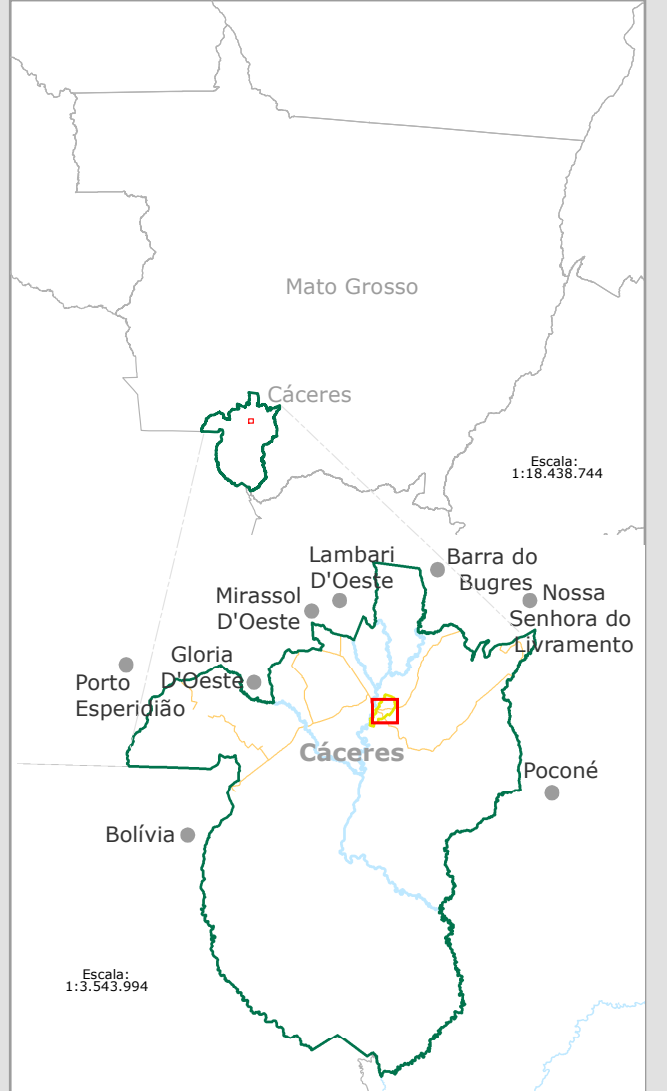 Mato Grosso
Cáceres
Escala:
1:18.438.744
Lambari
D'Oeste
Barra do
Bugres
Mirassol
D'Oeste
Nossa
Senhora do
Livramento
Gloria
D'Oeste
Porto
Esperidião
Cáceres
Poconé
Bolívia
Escala:
1:3.543.994